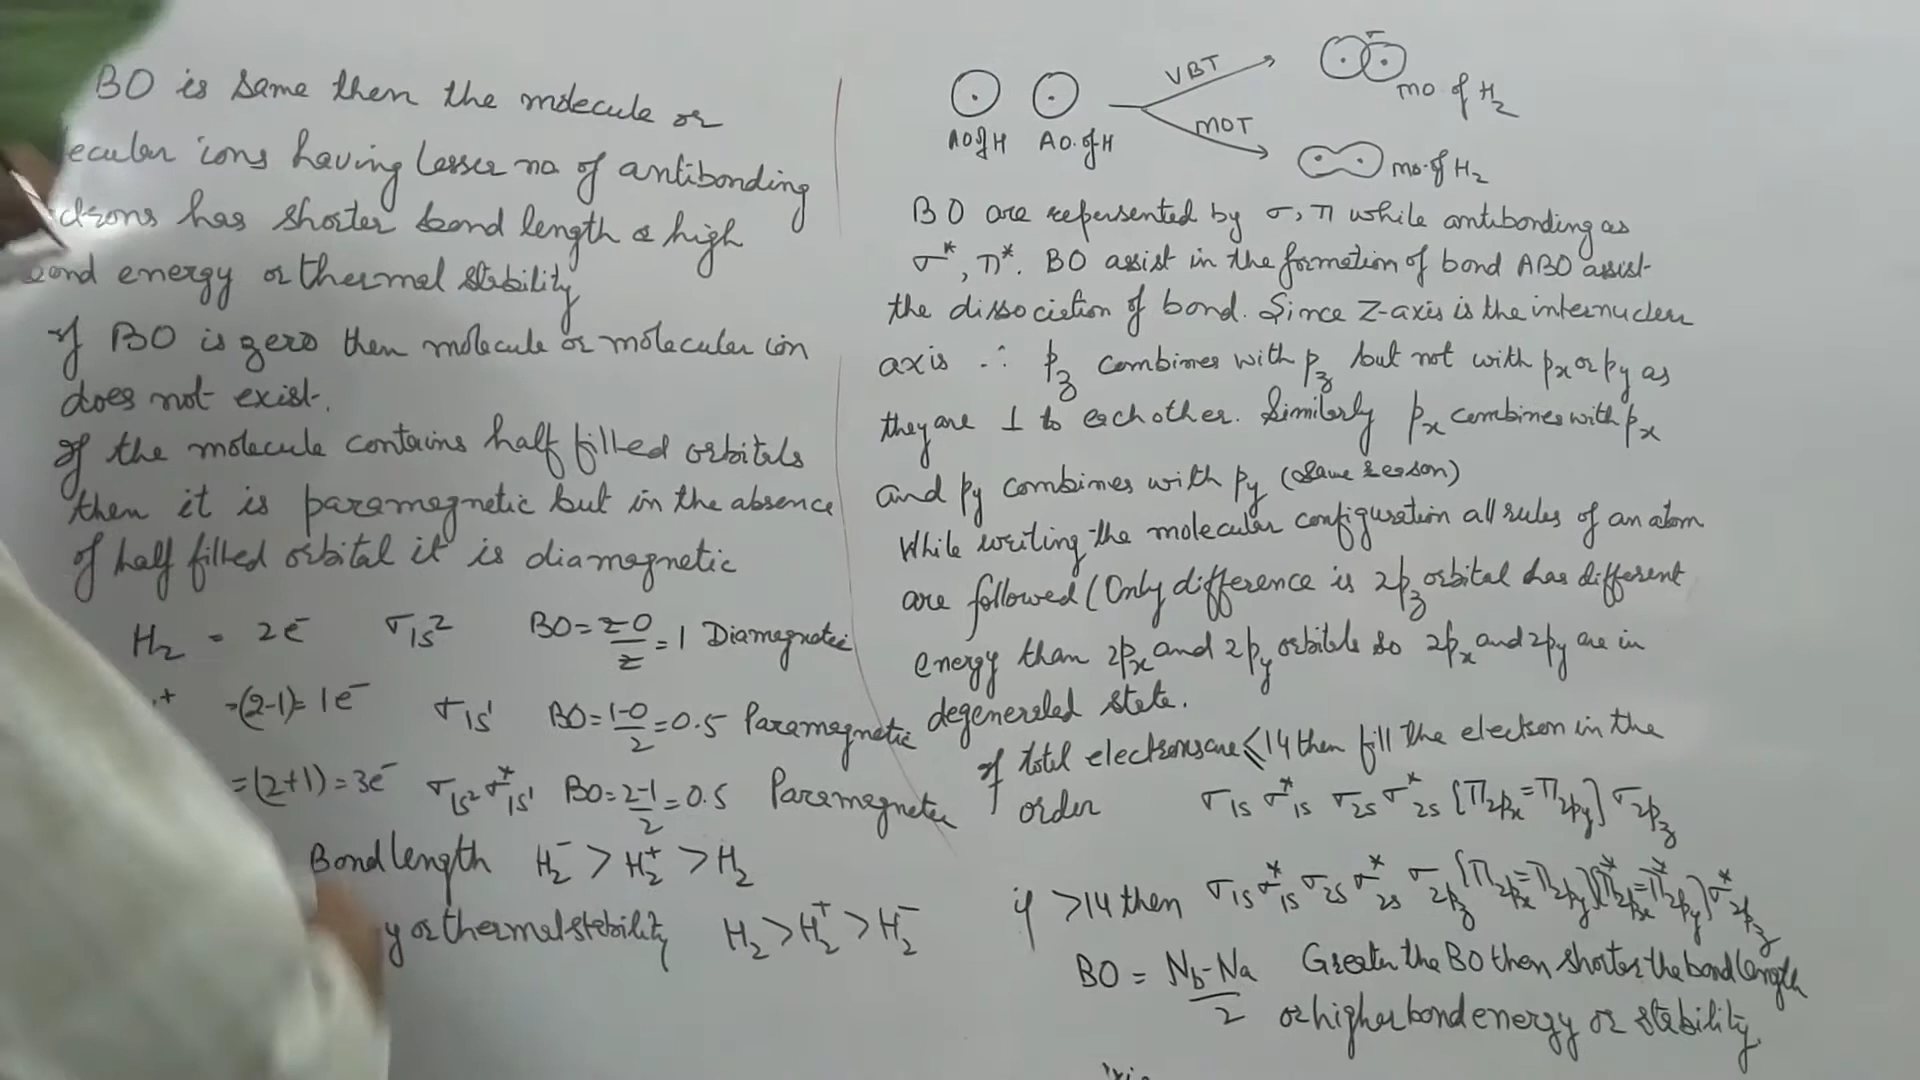 BO is same then the molecule or
ecular ions having lesser no of antibonding
ctrons has shorter bond length & high
bond energy or thermal stability
If BO is zero then molecule or molecular ion
does not exist.
If the molecule contains half filled orbitals
then it is paramagnetic but in the absence
of half filled orbital it is diamagnetic
H₂ = 2e⁻ σ1s² BO = 2-0/2 = 1 Diamagnetic
⁺ = (2-1) = 1e⁻ σ1s¹ BO = 1-0/2 = 0.5 Paramagnetic
= (2+1) = 3e⁻ σ1s² σ*1s¹ BO = 2-1/2 = 0.5 Paramagnetic
Bond length H₂⁻ > H₂⁺ > H₂
y or thermal stability H₂ > H₂⁺ > H₂⁻
VBT
σ
MO of H₂
AO of H AO of H
MOT
MO of H₂
BO are repersented by σ, π while antibonding as
σ*, π*. BO assist in the formation of bond ABO assist
the dissocietion of bond. Since Z-axis is the internuclear
axis ∴ pz combines with pz but not with px or py as
they are ⊥ to each other. Similarly px combines with px
and py combines with py (Same reason)
While writing the molecular configuration all rules of an atom
are followed (Only difference is 2pz orbital has different
energy than 2px and 2py orbitals so 2px and 2py are in
degenerated state.
If total electrons are ≤ 14 then fill the electron in the
order σ1s σ*1s σ2s σ*2s [π2px = π2py] σ2pz
if >14 then σ1s σ*1s σ2s σ*2s σ2pz [π2px = π2py] [π*2px = π*2py] σ*2pz
BO = Nb-Na/2 Greater the BO then shorter the bond length
or higher bond energy or stability